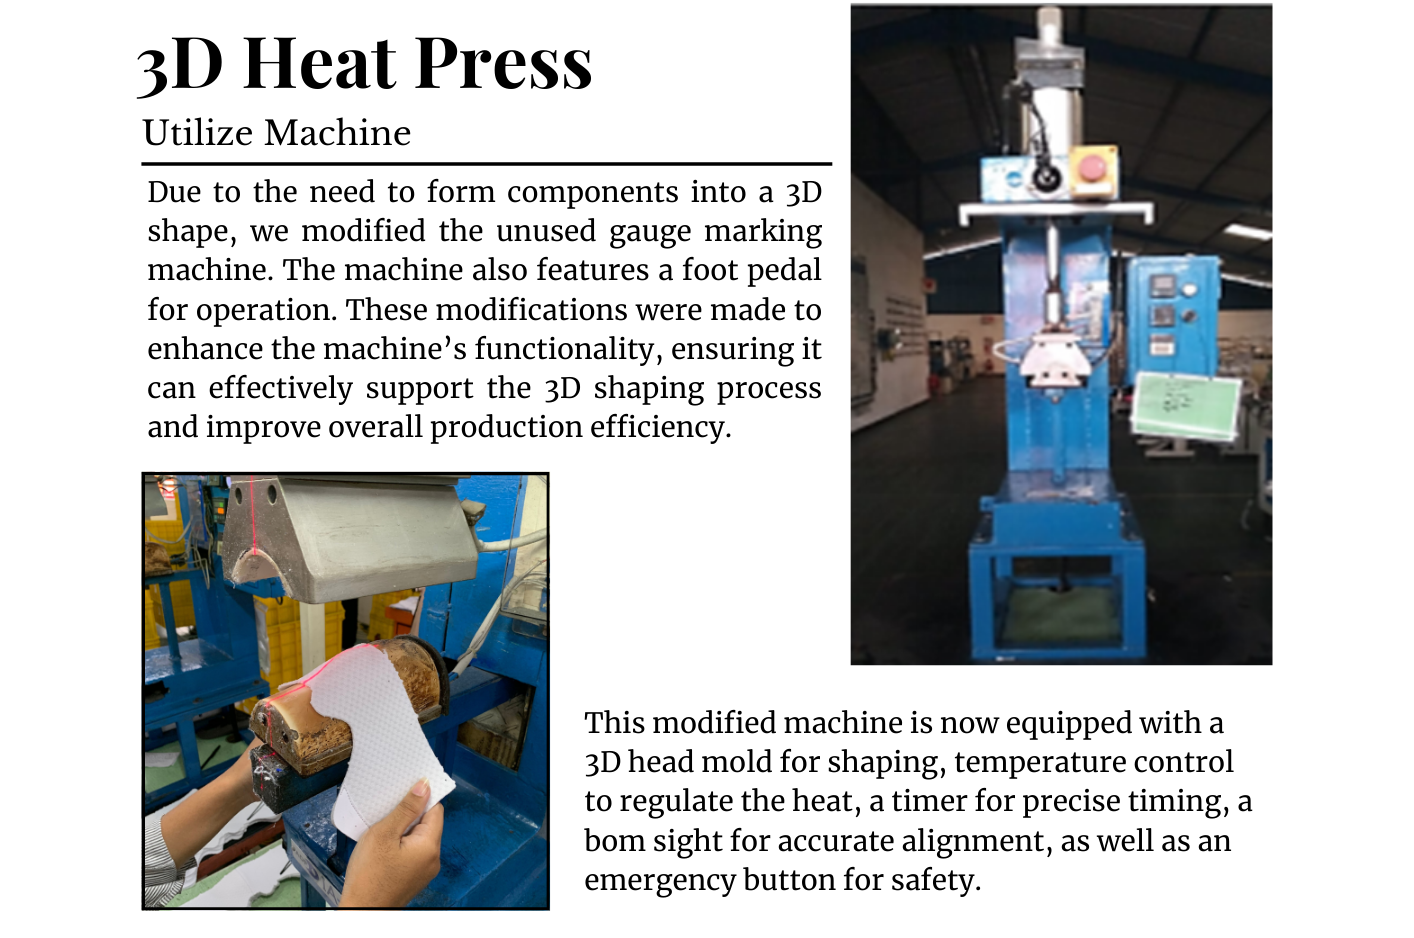 3D Heat Press
Utilize Machine
Due to the need to form components into a 3D
shape, we modified the unused gauge marking
machine. The machine also features a foot pedal
for operation. These modifications were made to
enhance the machine’s functionality, ensuring it
can effectively support the 3D shaping process
and improve overall production efficiency.
This modified machine is now equipped with a
3D head mold for shaping, temperature control
to regulate the heat, a timer for precise timing, a
bom sight for accurate alignment, as well as an
emergency button for safety.